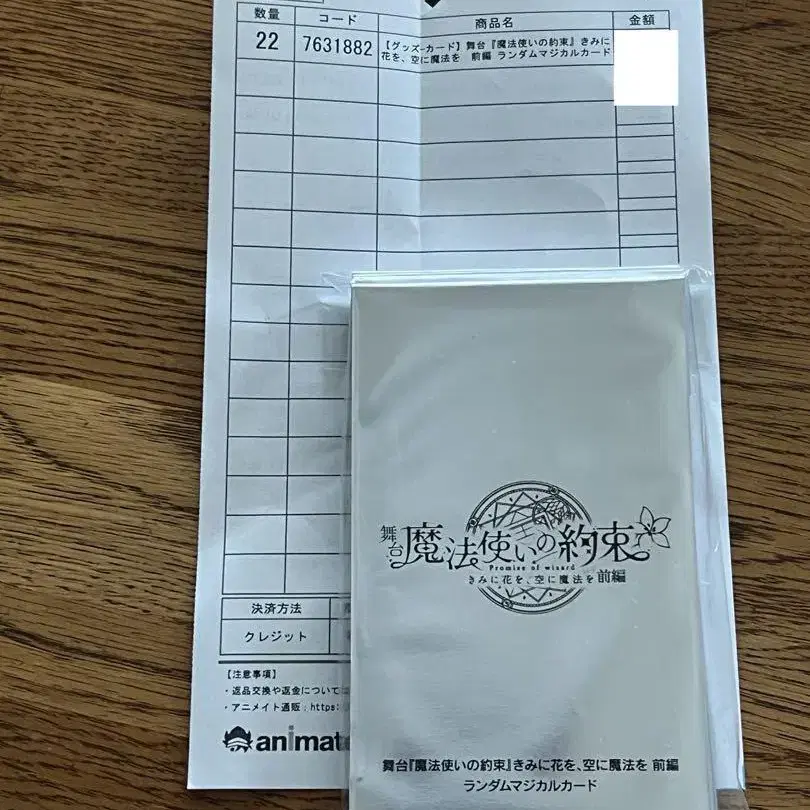 数量 コード 商品名 金額
22 7631882 【グッズ-カード】舞台『魔法使いの約束』きみに
花を、空に魔法を 前編 ランダムマジカルカード
決済方法
クレジット
【注意事項】
・返品交換や返金について
・アニメイト通販:https:
animat
舞台
魔法使いの約束
Promise of wizard
きみに花を、空に魔法を 前編
舞台『魔法使いの約束』きみに花を、空に魔法を 前編
ランダムマジカルカード